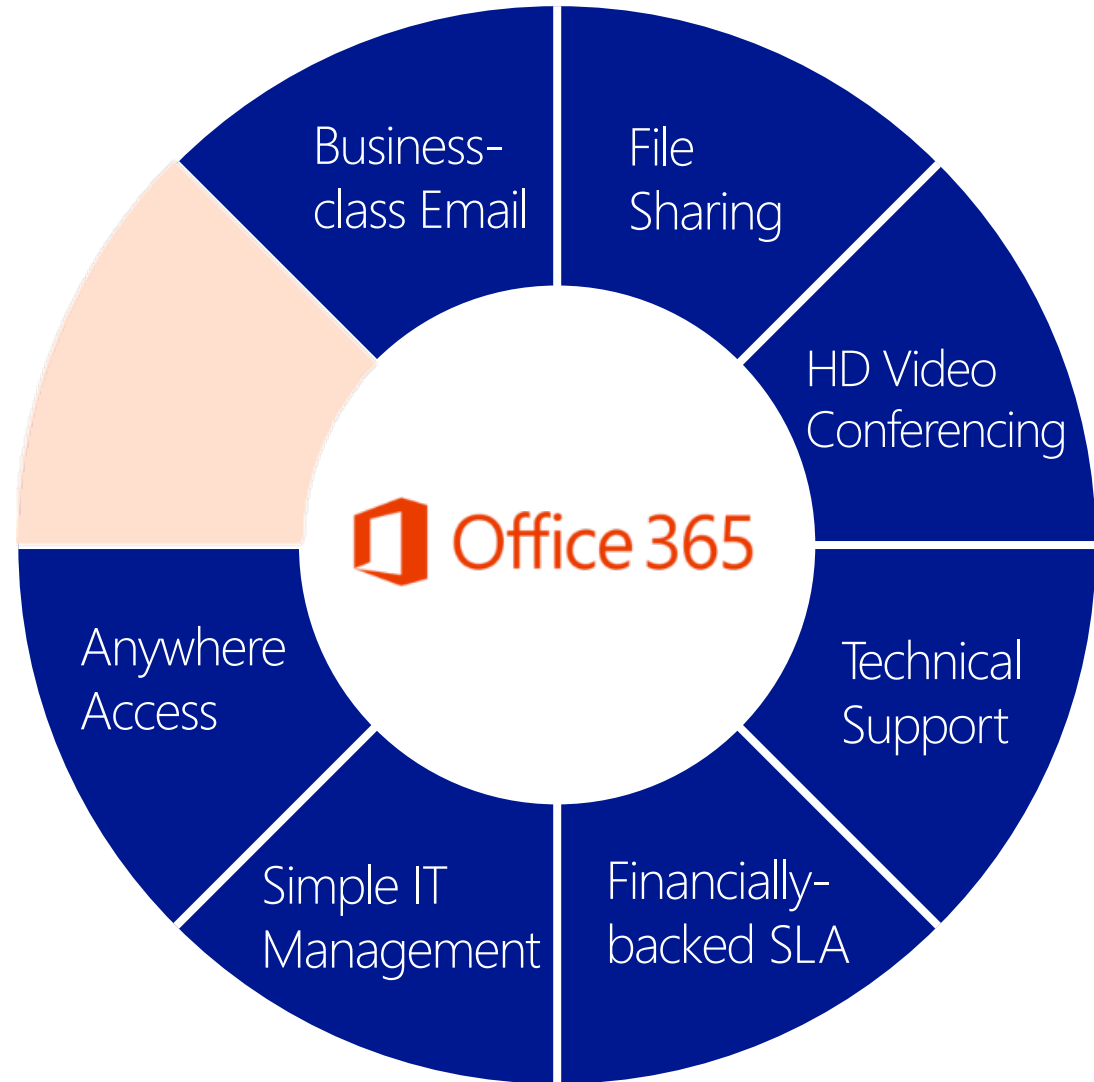 Business-
class Email
File
Sharing
HD Video
Conferencing
Technical
Support
Financially-
backed SLA
Simple IT
Management
Anywhere
Access
Office 365